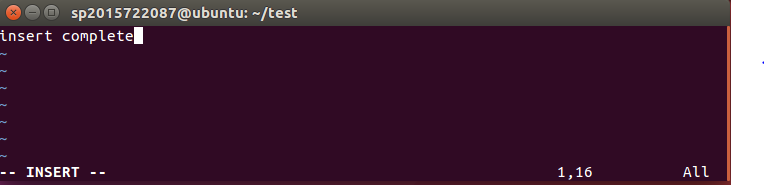 sp2015722087@ubuntu: ~/test
insert complete
~
~
~
~
~
~
~
-- INSERT -- 1,16 All